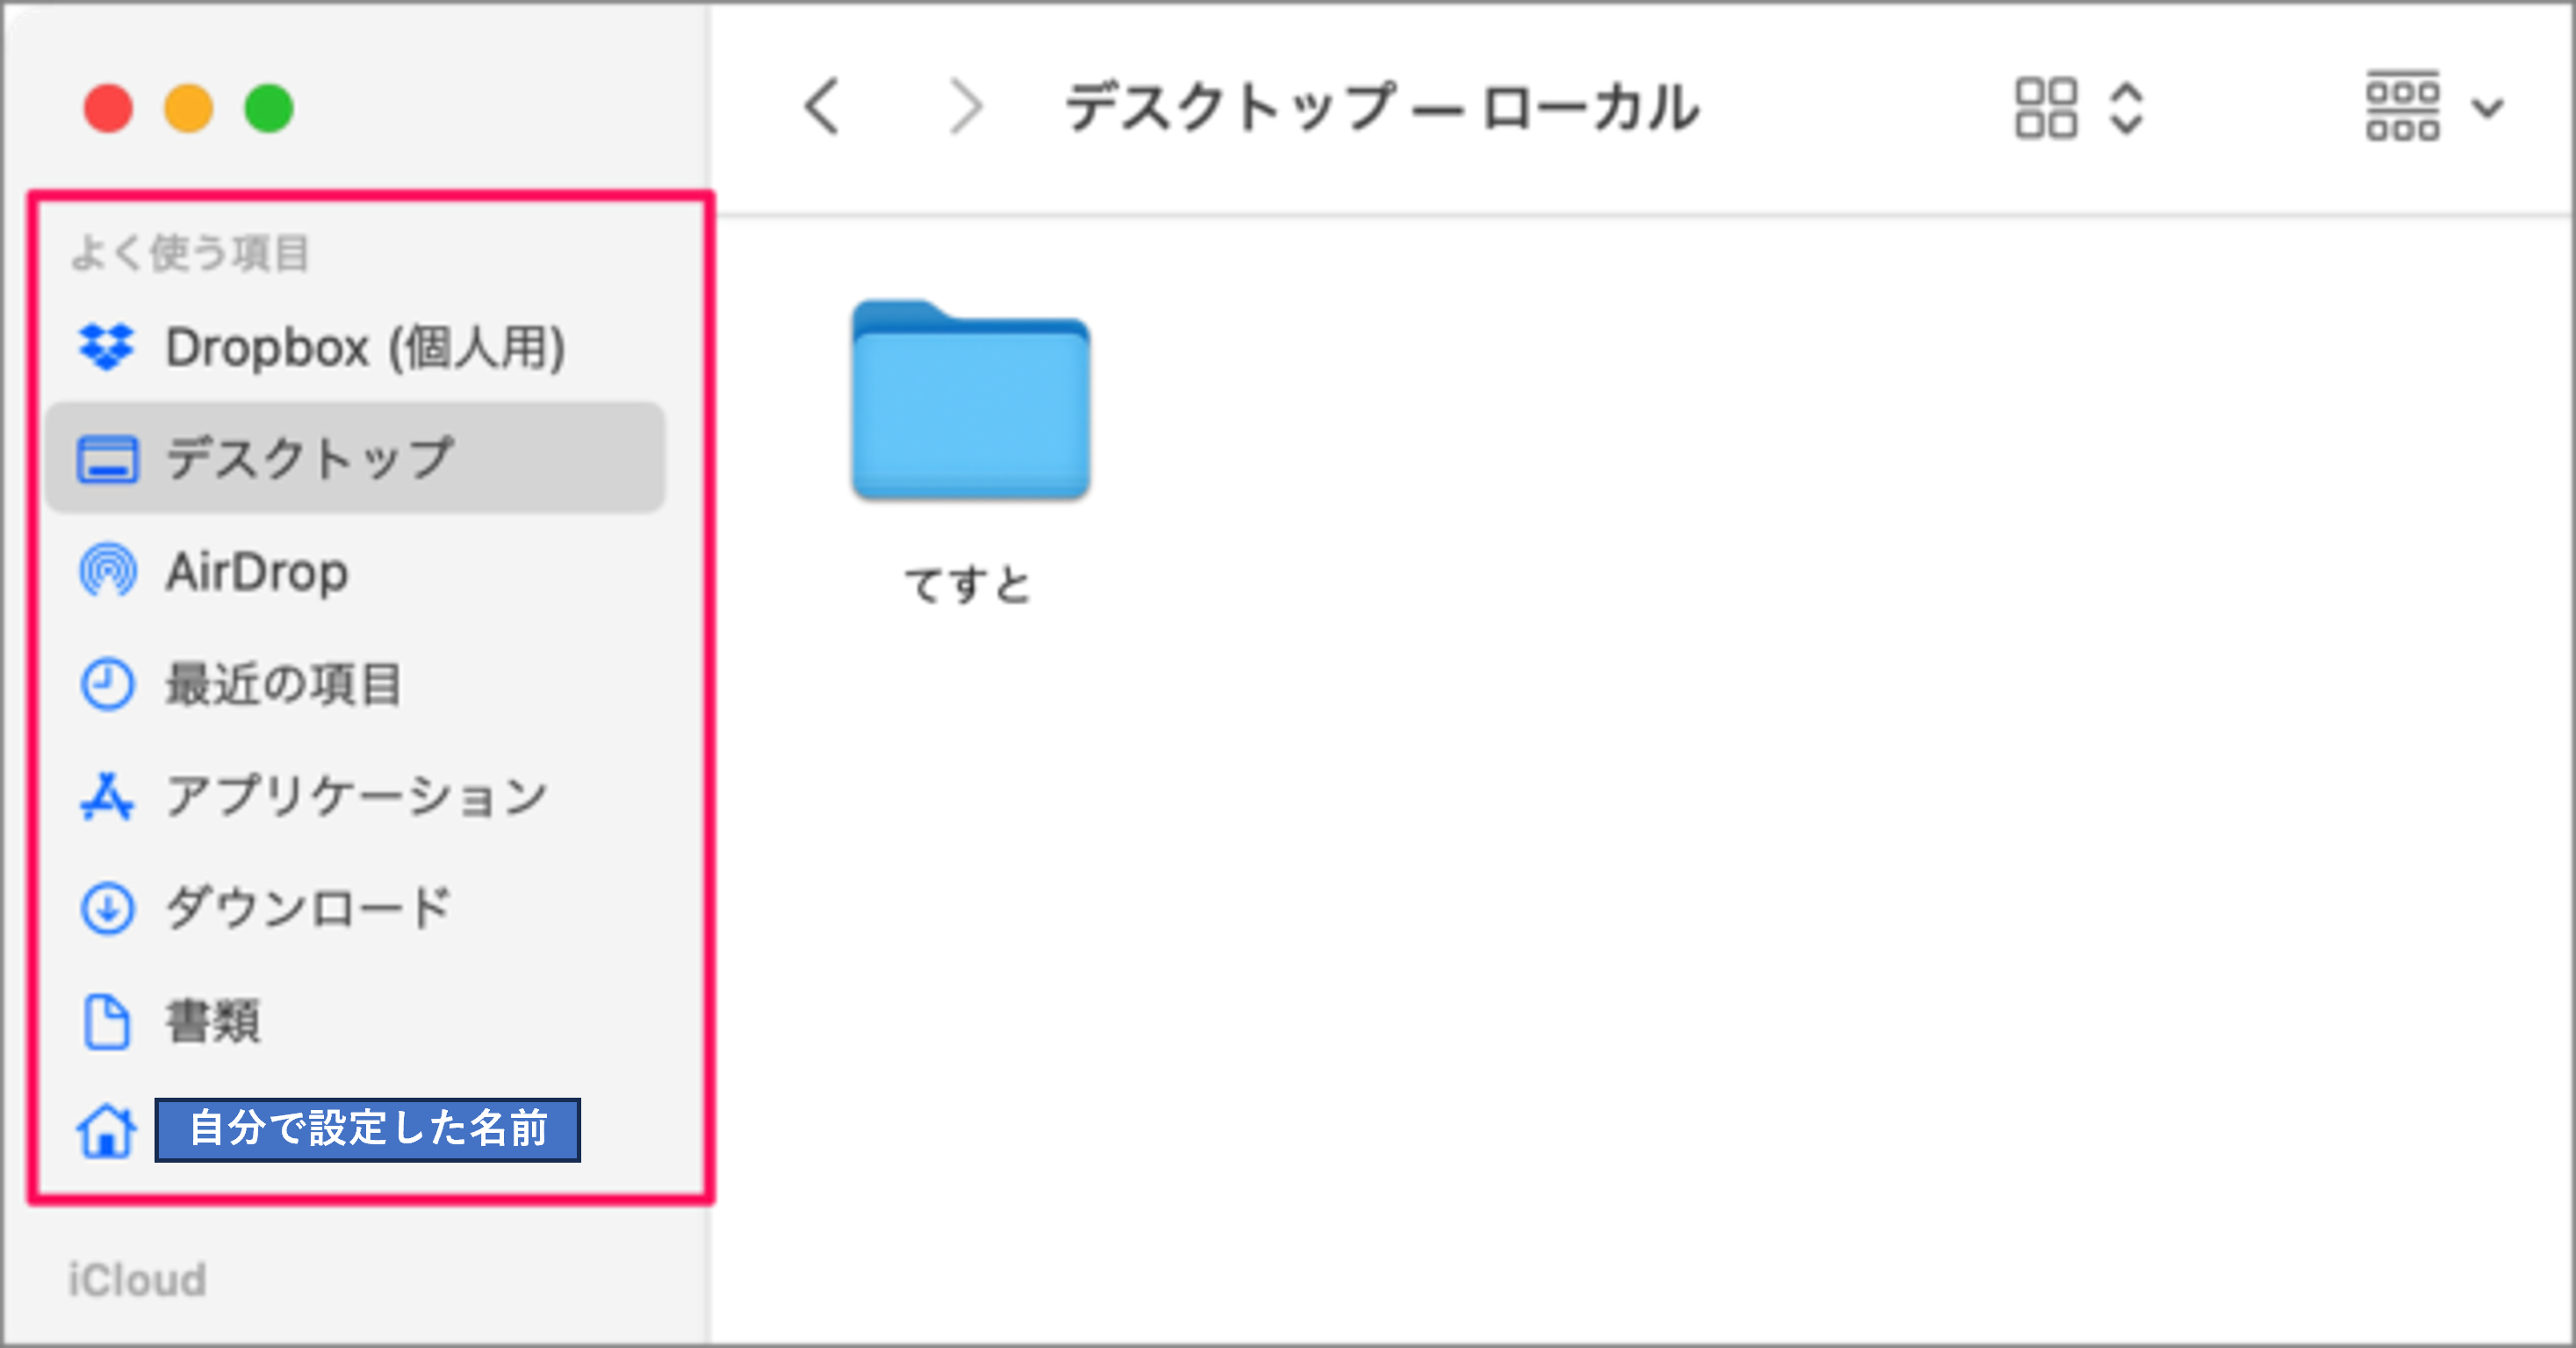 デスクトップ — ローカル
よく使う項目
Dropbox (個人用)
デスクトップ
AirDrop
最近の項目
アプリケーション
ダウンロード
書類
自分で設定した名前
iCloud
てすと